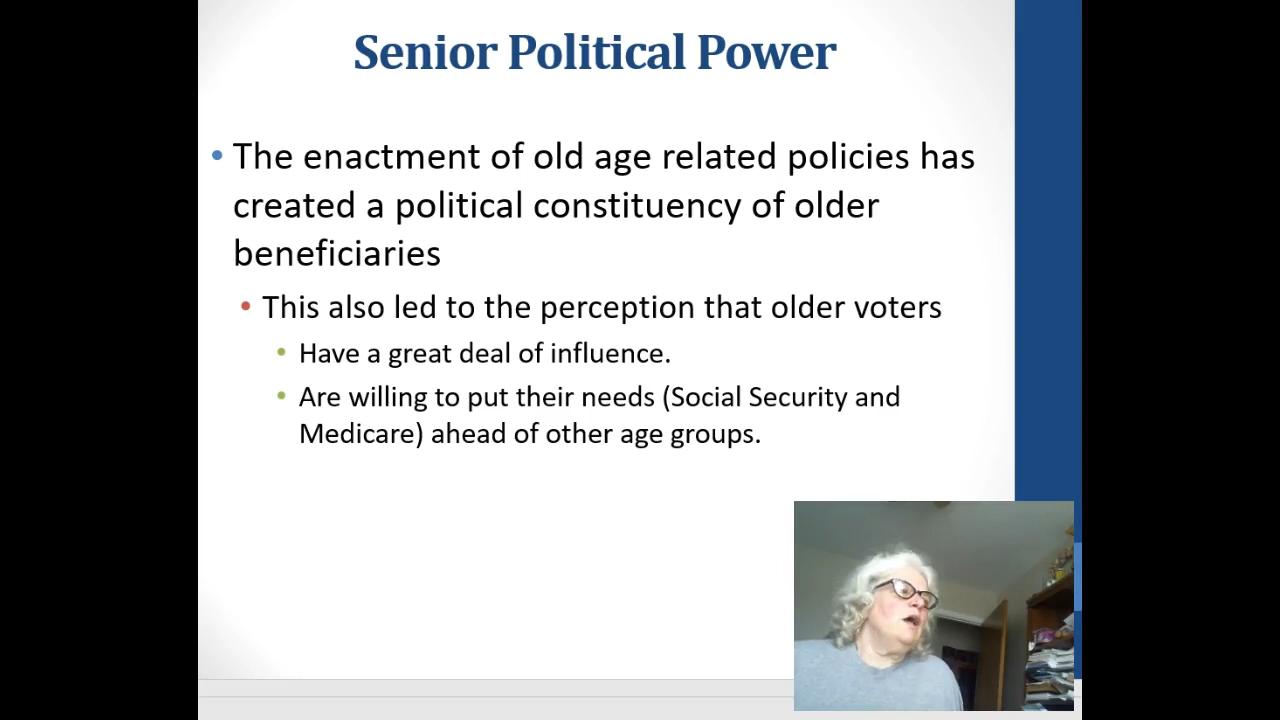 Senior Political Power
• The enactment of old age related policies has
created a political constituency of older
beneficiaries
• This also led to the perception that older voters
• Have a great deal of influence.
• Are willing to put their needs (Social Security and
Medicare) ahead of other age groups.